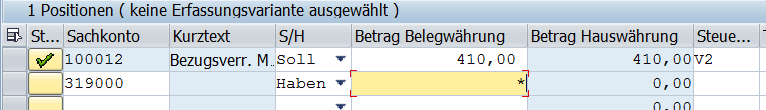 1 Positionen ( keine Erfassungsvariante ausgewählt )
St... Sachkonto Kurztext S/H Betrag Belegwährung Betrag Hauswährung Steue...
100012 Bezugsverr. M. Soll 410,00 410,00 V2
319000 Haben * 0,00
0,00